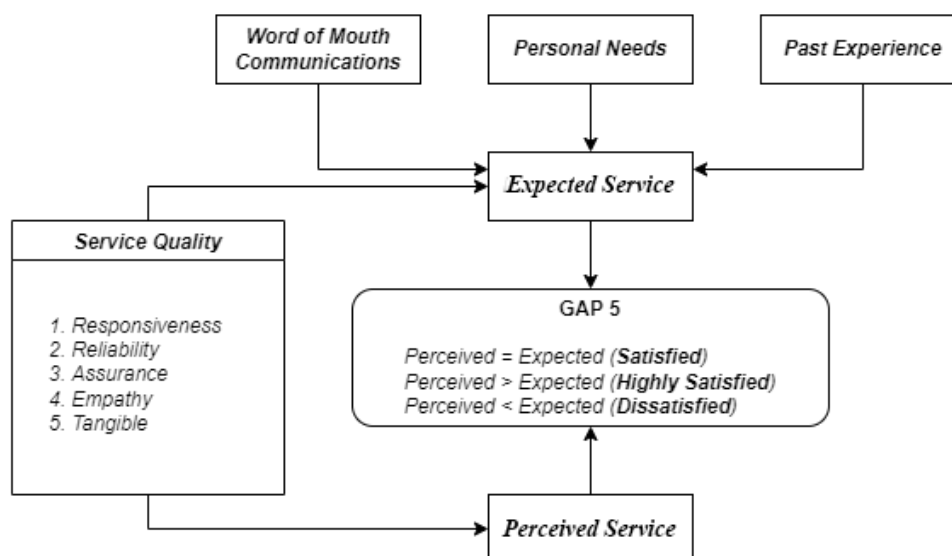 Word of Mouth
Communications
Personal Needs
Past Experience
Expected Service
Service Quality
1. Responsiveness
2. Reliability
3. Assurance
4. Empathy
5. Tangible
GAP 5
Perceived = Expected (Satisfied)
Perceived > Expected (Highly Satisfied)
Perceived < Expected (Dissatisfied)
Perceived Service